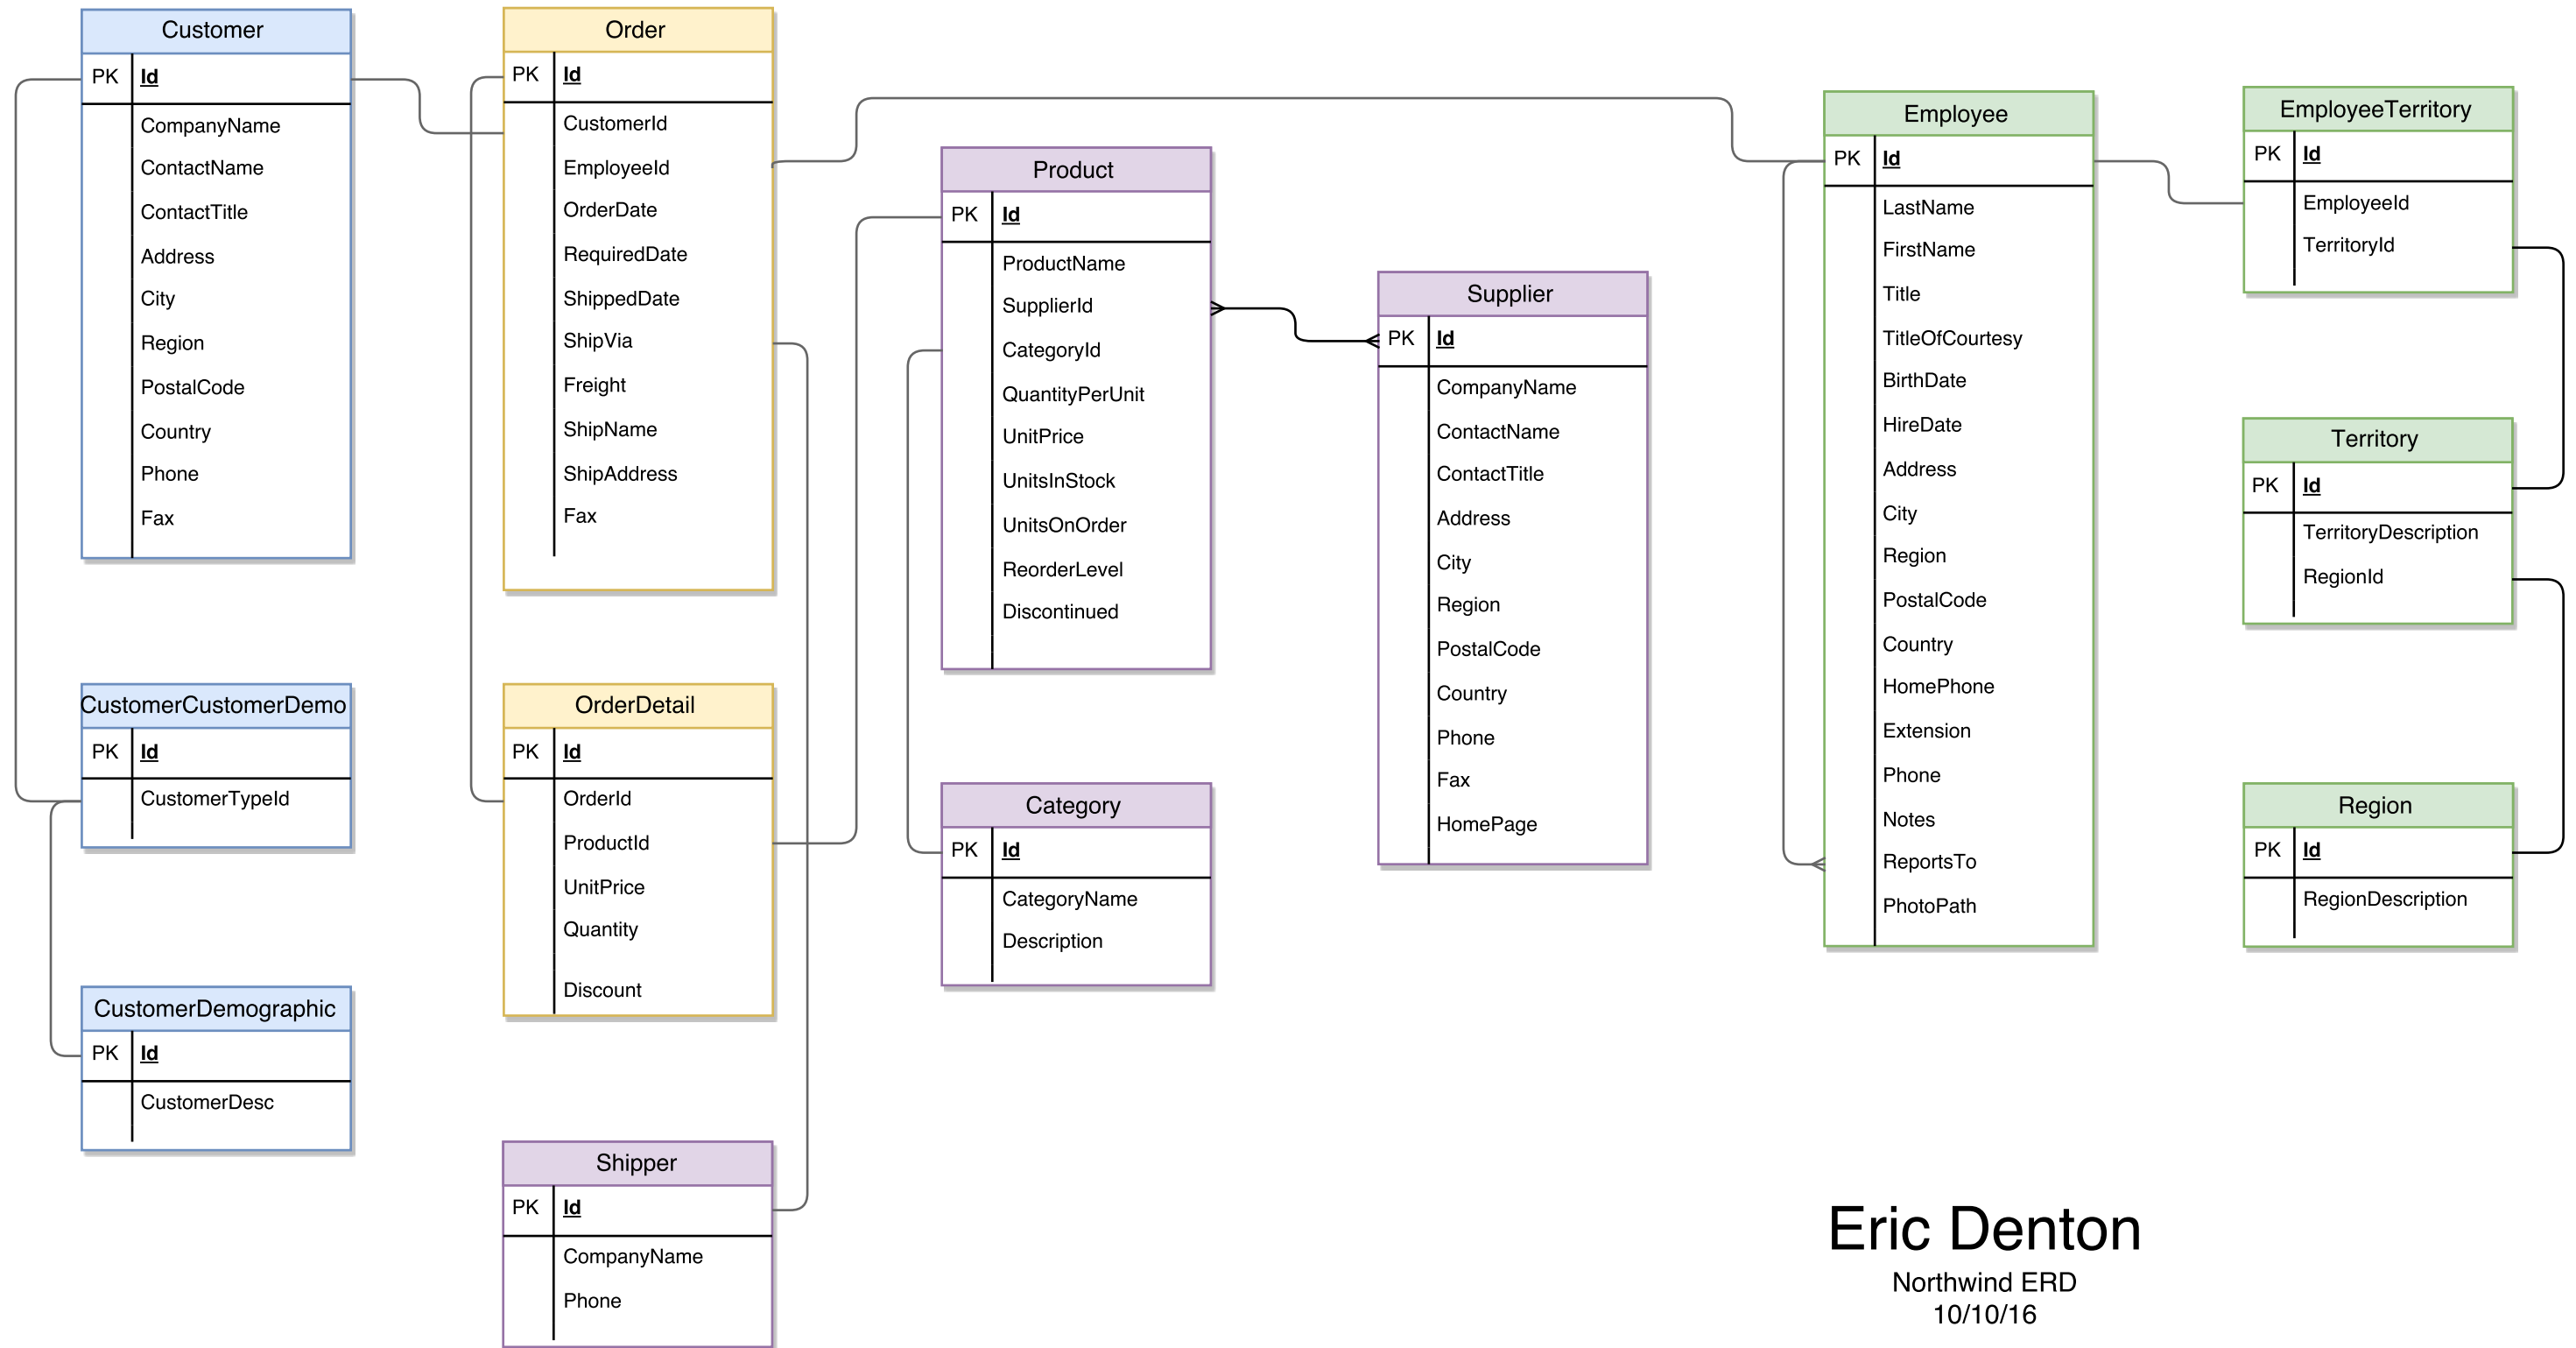 Customer
PK Id
CompanyName
ContactName
ContactTitle
Address
City
Region
PostalCode
Country
Phone
Fax
CustomerCustomerDemo
PK Id
CustomerTypeId
CustomerDemographic
PK Id
CustomerDesc
Order
PK Id
CustomerId
EmployeeId
OrderDate
RequiredDate
ShippedDate
ShipVia
Freight
ShipName
ShipAddress
Fax
OrderDetail
PK Id
OrderId
ProductId
UnitPrice
Quantity
Discount
Shipper
PK Id
CompanyName
Phone
Product
PK Id
ProductName
SupplierId
CategoryId
QuantityPerUnit
UnitPrice
UnitsInStock
UnitsOnOrder
ReorderLevel
Discontinued
Category
PK Id
CategoryName
Description
Supplier
PK Id
CompanyName
ContactName
ContactTitle
Address
City
Region
PostalCode
Country
Phone
Fax
HomePage
Employee
PK Id
LastName
FirstName
Title
TitleOfCourtesy
BirthDate
HireDate
Address
City
Region
PostalCode
Country
HomePhone
Extension
Phone
Notes
ReportsTo
PhotoPath
EmployeeTerritory
PK Id
EmployeeId
TerritoryId
Territory
PK Id
TerritoryDescription
RegionId
Region
PK Id
RegionDescription
Eric Denton
Northwind ERD
10/10/16